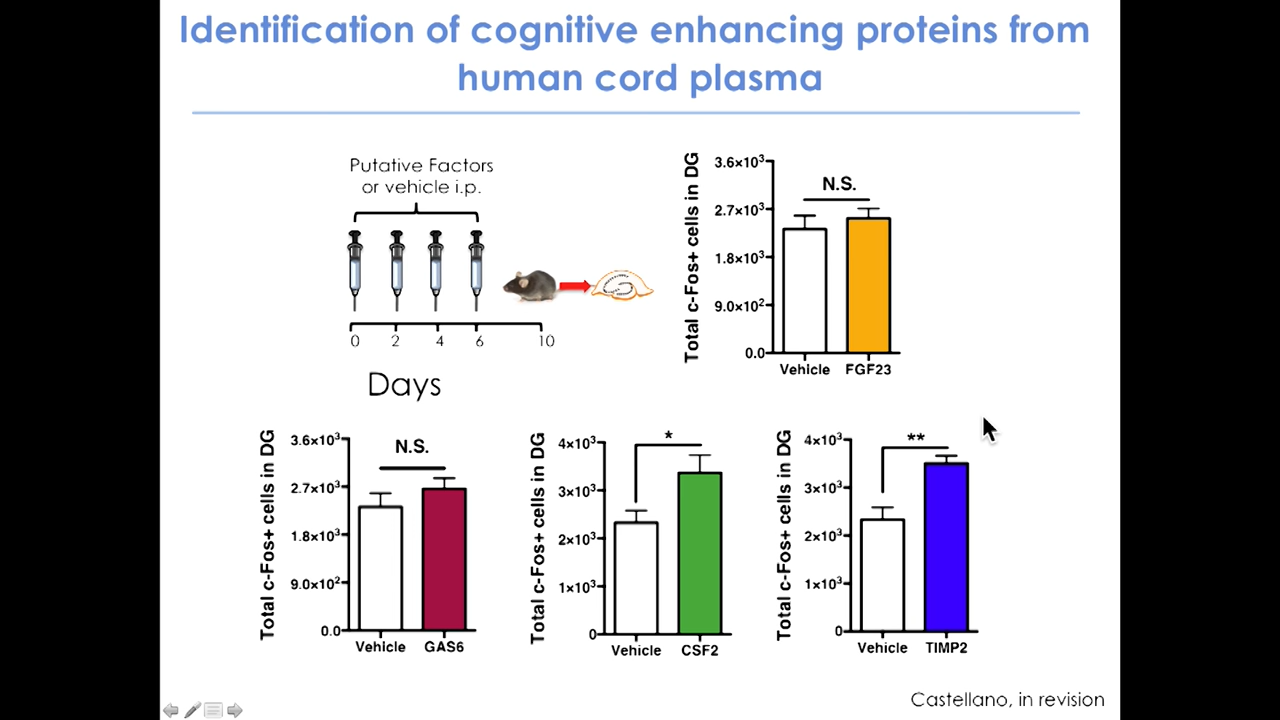 Identification of cognitive enhancing proteins from
human cord plasma
Putative Factors
or vehicle i.p.
0 2 4 6 10
Days
Total c-Fos+ cells in DG
3.6×10³
2.7×10³
1.8×10³
9.0×10²
0.0
N.S.
Vehicle FGF23
Total c-Fos+ cells in DG
3.6×10³
2.7×10³
1.8×10³
9.0×10²
0.0
N.S.
Vehicle GAS6
Total c-Fos+ cells in DG
4×10³
3×10³
2×10³
1×10³
0
*
Vehicle CSF2
Total c-Fos+ cells in DG
4×10³
3×10³
2×10³
1×10³
0
**
Vehicle TIMP2
Castellano, in revision